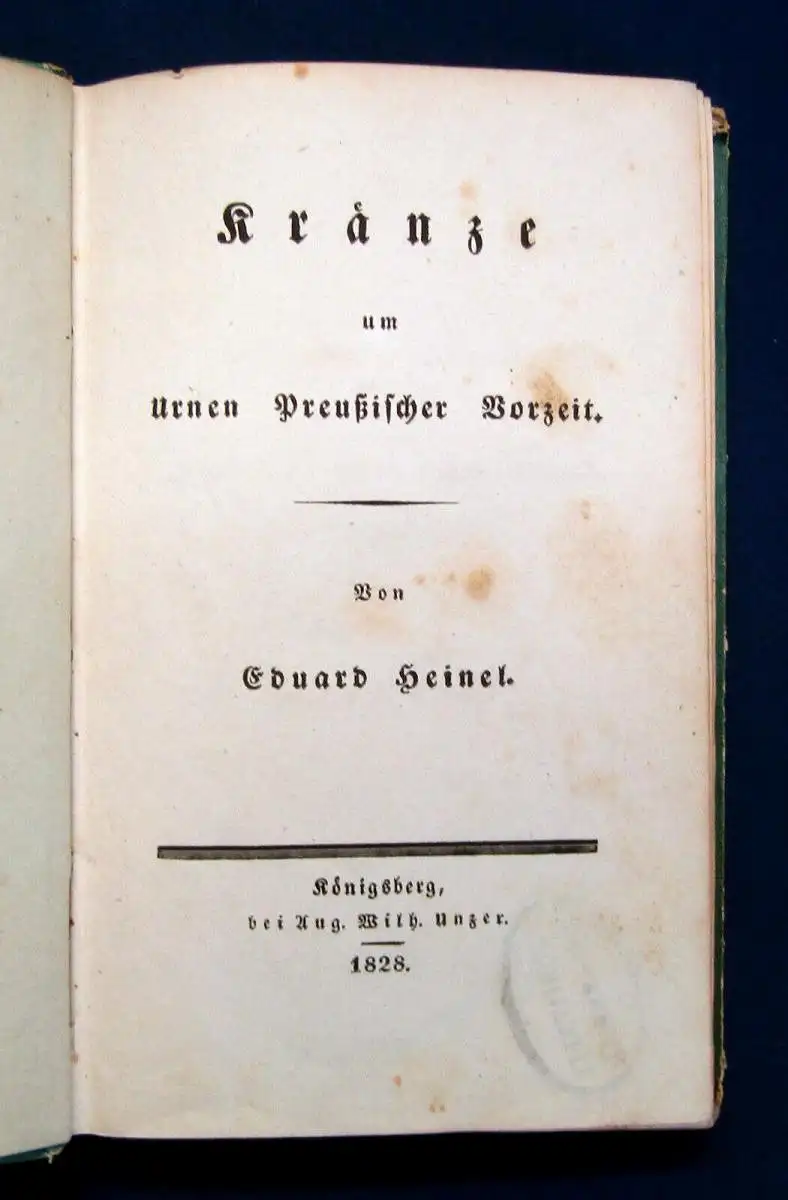 Kränze
um
Urnen Preußischer Vorzeit.
Von
Eduard Heinel.
Königsberg,
bei Aug. Wilh. Unzer.
1828.